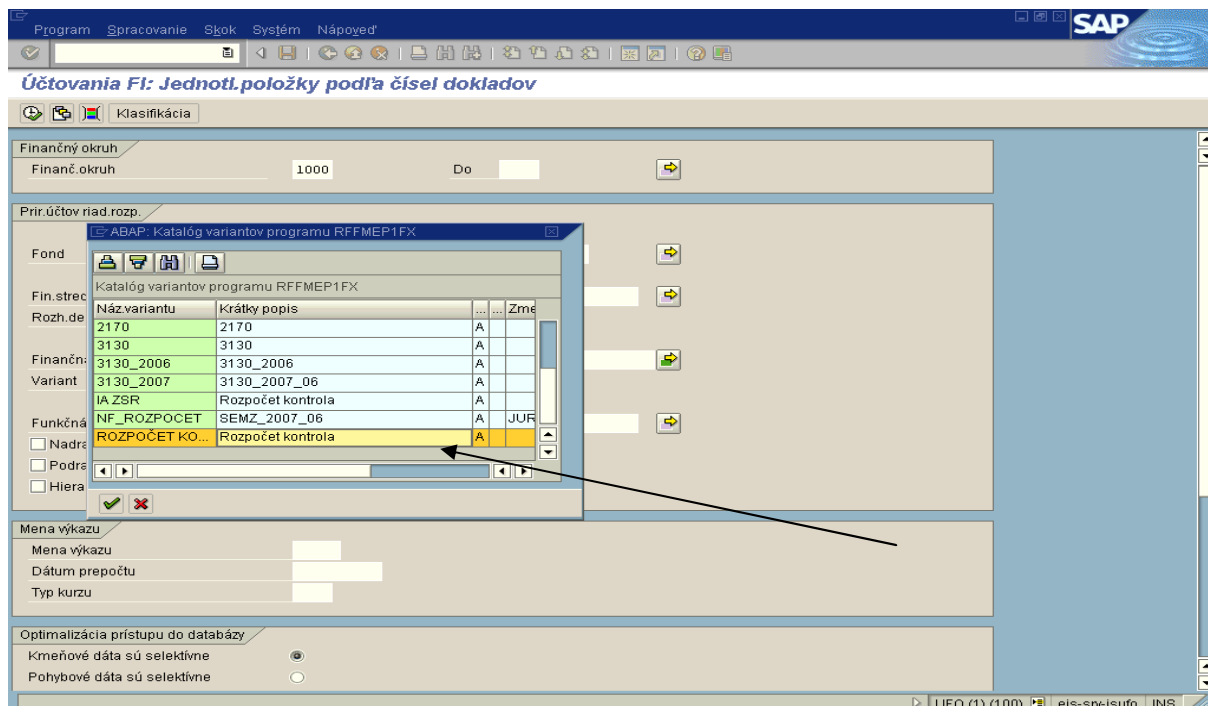 Program Spracovanie Skok Systém Nápoveď
SAP
Účtovania FI: Jednotl.položky podľa čísel dokladov
Klasifikácia
Finančný okruh
Finanč.okruh 1000 Do
Prir.účtov riad.rozp.
ABAP: Katalóg variantov programu RFFMEP1FX
Fond
Katalóg variantov programu RFFMEP1FX
Fin.stred
Náz.variantu Krátky popis ... ... Zme
Rozh.de
2170 2170 A
3130 3130 A
Finančná
3130_2006 3130_2006 A
Variant
3130_2007 3130_2007_06 A
IA ZSR Rozpočet kontrola A
Funkčná
NF_ROZPOCET SEMZ_2007_06 A JUR
ROZPOČET KO... Rozpočet kontrola A
Nadra
Podra
Hiera
Mena výkazu
Mena výkazu
Dátum prepočtu
Typ kurzu
Optimalizácia prístupu do databázy
Kmeňové dáta sú selektívne
Pohybové dáta sú selektívne
UFO (1) (100) eis-spv-isufo INS